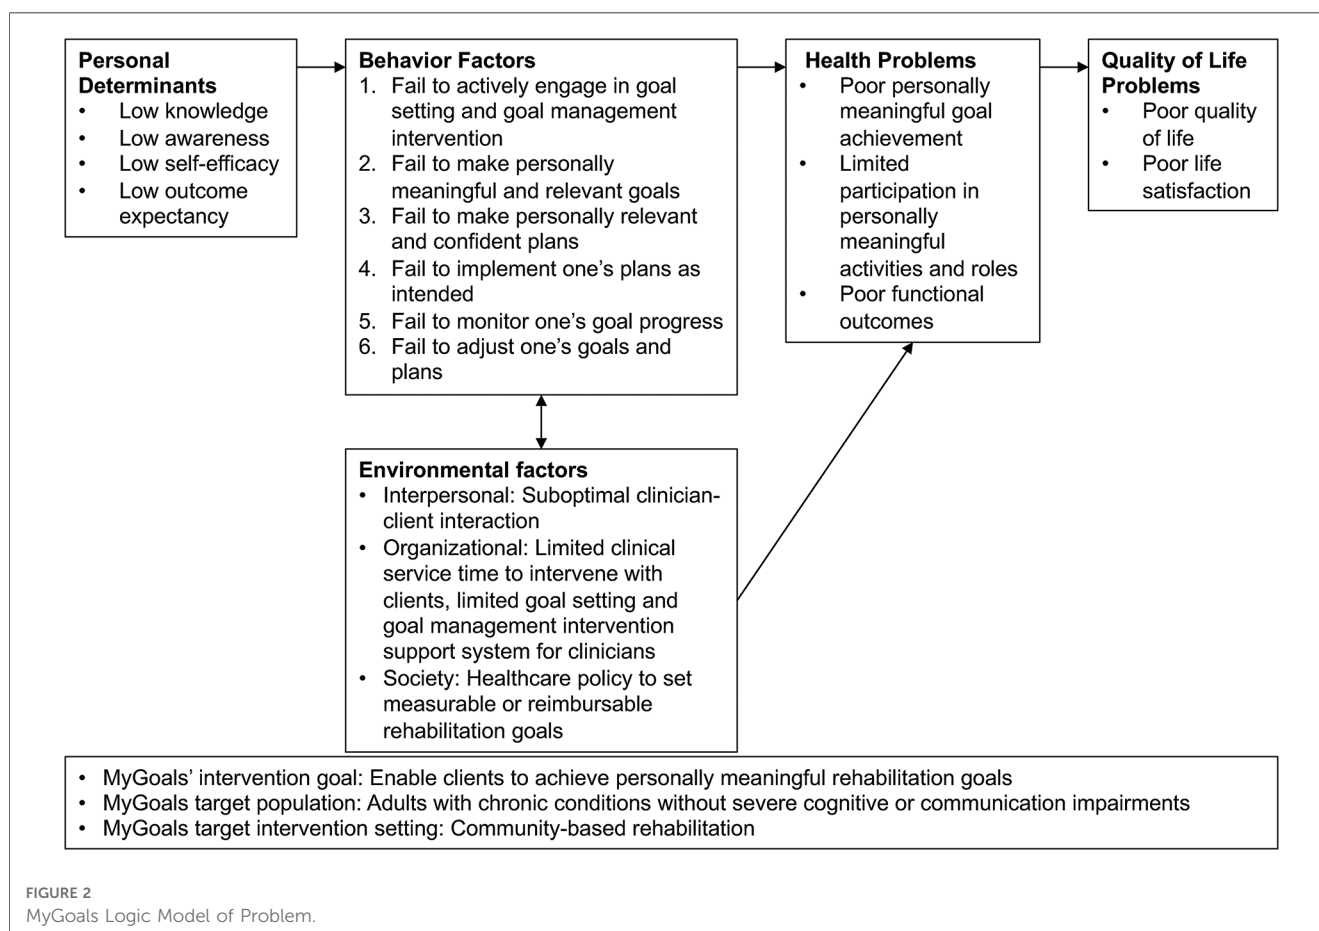 Personal
Determinants
• Low knowledge
• Low awareness
• Low self-efficacy
• Low outcome
expectancy
Behavior Factors
1. Fail to actively engage in goal
setting and goal management
intervention
2. Fail to make personally
meaningful and relevant goals
3. Fail to make personally relevant
and confident plans
4. Fail to implement one’s plans as
intended
5. Fail to monitor one’s goal progress
6. Fail to adjust one’s goals and
plans
Health Problems
• Poor personally
meaningful goal
achievement
• Limited
participation in
personally
meaningful
activities and roles
• Poor functional
outcomes
Quality of Life
Problems
• Poor quality
of life
• Poor life
satisfaction
Environmental factors
• Interpersonal: Suboptimal clinician-
client interaction
• Organizational: Limited clinical
service time to intervene with
clients, limited goal setting and
goal management intervention
support system for clinicians
• Society: Healthcare policy to set
measurable or reimbursable
rehabilitation goals
• MyGoals’ intervention goal: Enable clients to achieve personally meaningful rehabilitation goals
• MyGoals target population: Adults with chronic conditions without severe cognitive or communication impairments
• MyGoals target intervention setting: Community-based rehabilitation
FIGURE 2
MyGoals Logic Model of Problem.